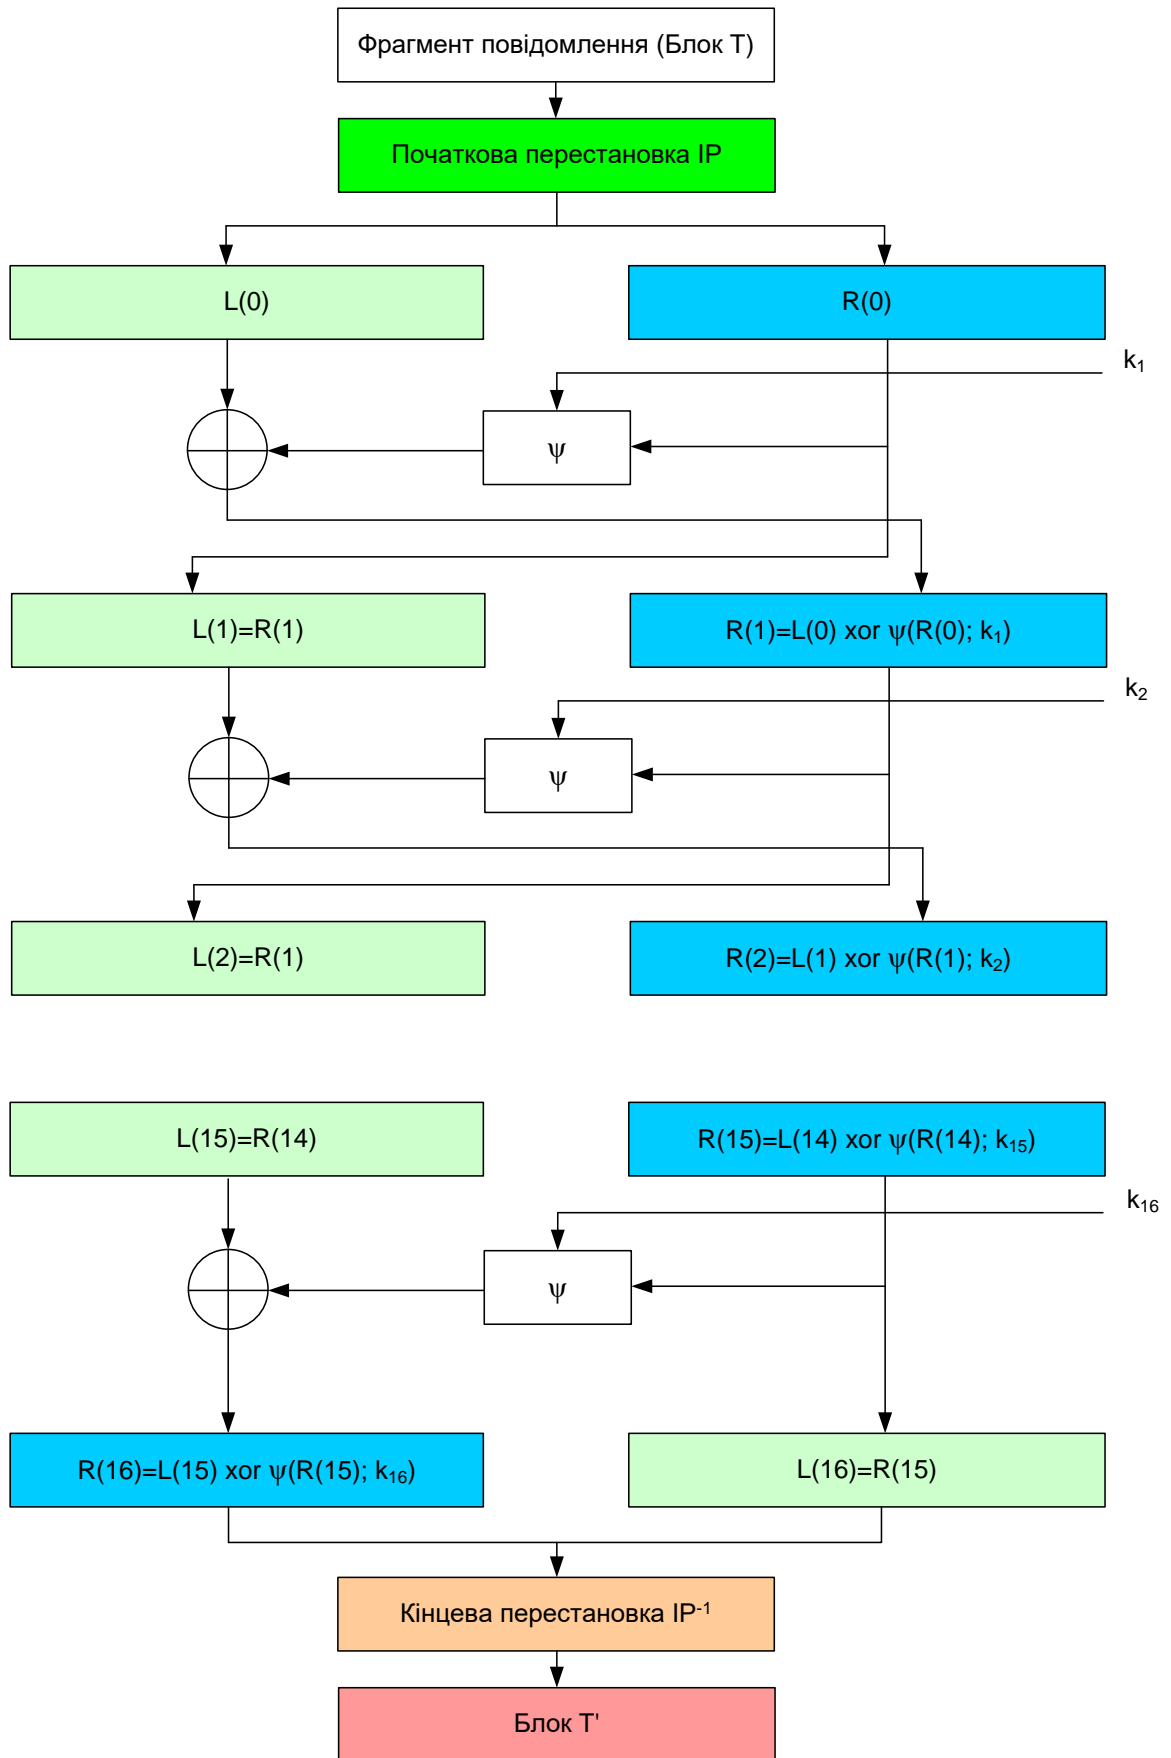 Фрагмент повідомлення (Блок Т)
Початкова перестановка IP
L(0)
R(0)
k₁
ψ
L(1)=R(1)
R(1)=L(0) xor ψ(R(0); k₁)
k₂
ψ
L(2)=R(1)
R(2)=L(1) xor ψ(R(1); k₂)
L(15)=R(14)
R(15)=L(14) xor ψ(R(14); k₁₅)
k₁₆
ψ
R(16)=L(15) xor ψ(R(15); k₁₆)
L(16)=R(15)
Кінцева перестановка IP⁻¹
Блок Т'